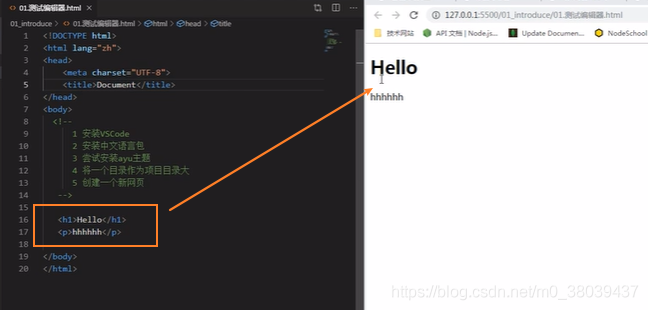 01.测试编辑器.html
01_introduce > 01.测试编辑器.html > html > head > title
1 <!DOCTYPE html>
2 <html lang="zh">
3 <head>
4 <meta charset="UTF-8">
5 <title>Document</title>
6 </head>
7 <body>
8 <!--
9 1 安装VSCode
10 2 安装中文语言包
11 3 尝试安装ayu主题
12 4 将一个目录作为项目目录大
13 5 创建一个新网页
14 -->
15
16 <h1>Hello</h1>
17 <p>hhhhhh</p>
18
19 </body>
20 </html>
127.0.0.1:5500/01_introduce/01.测试编辑器.html
技术网站 API 文档 | Node.js... Update Documen... NodeSchool
Hello
hhhhhh
https://blog.csdn.net/m0_38039437